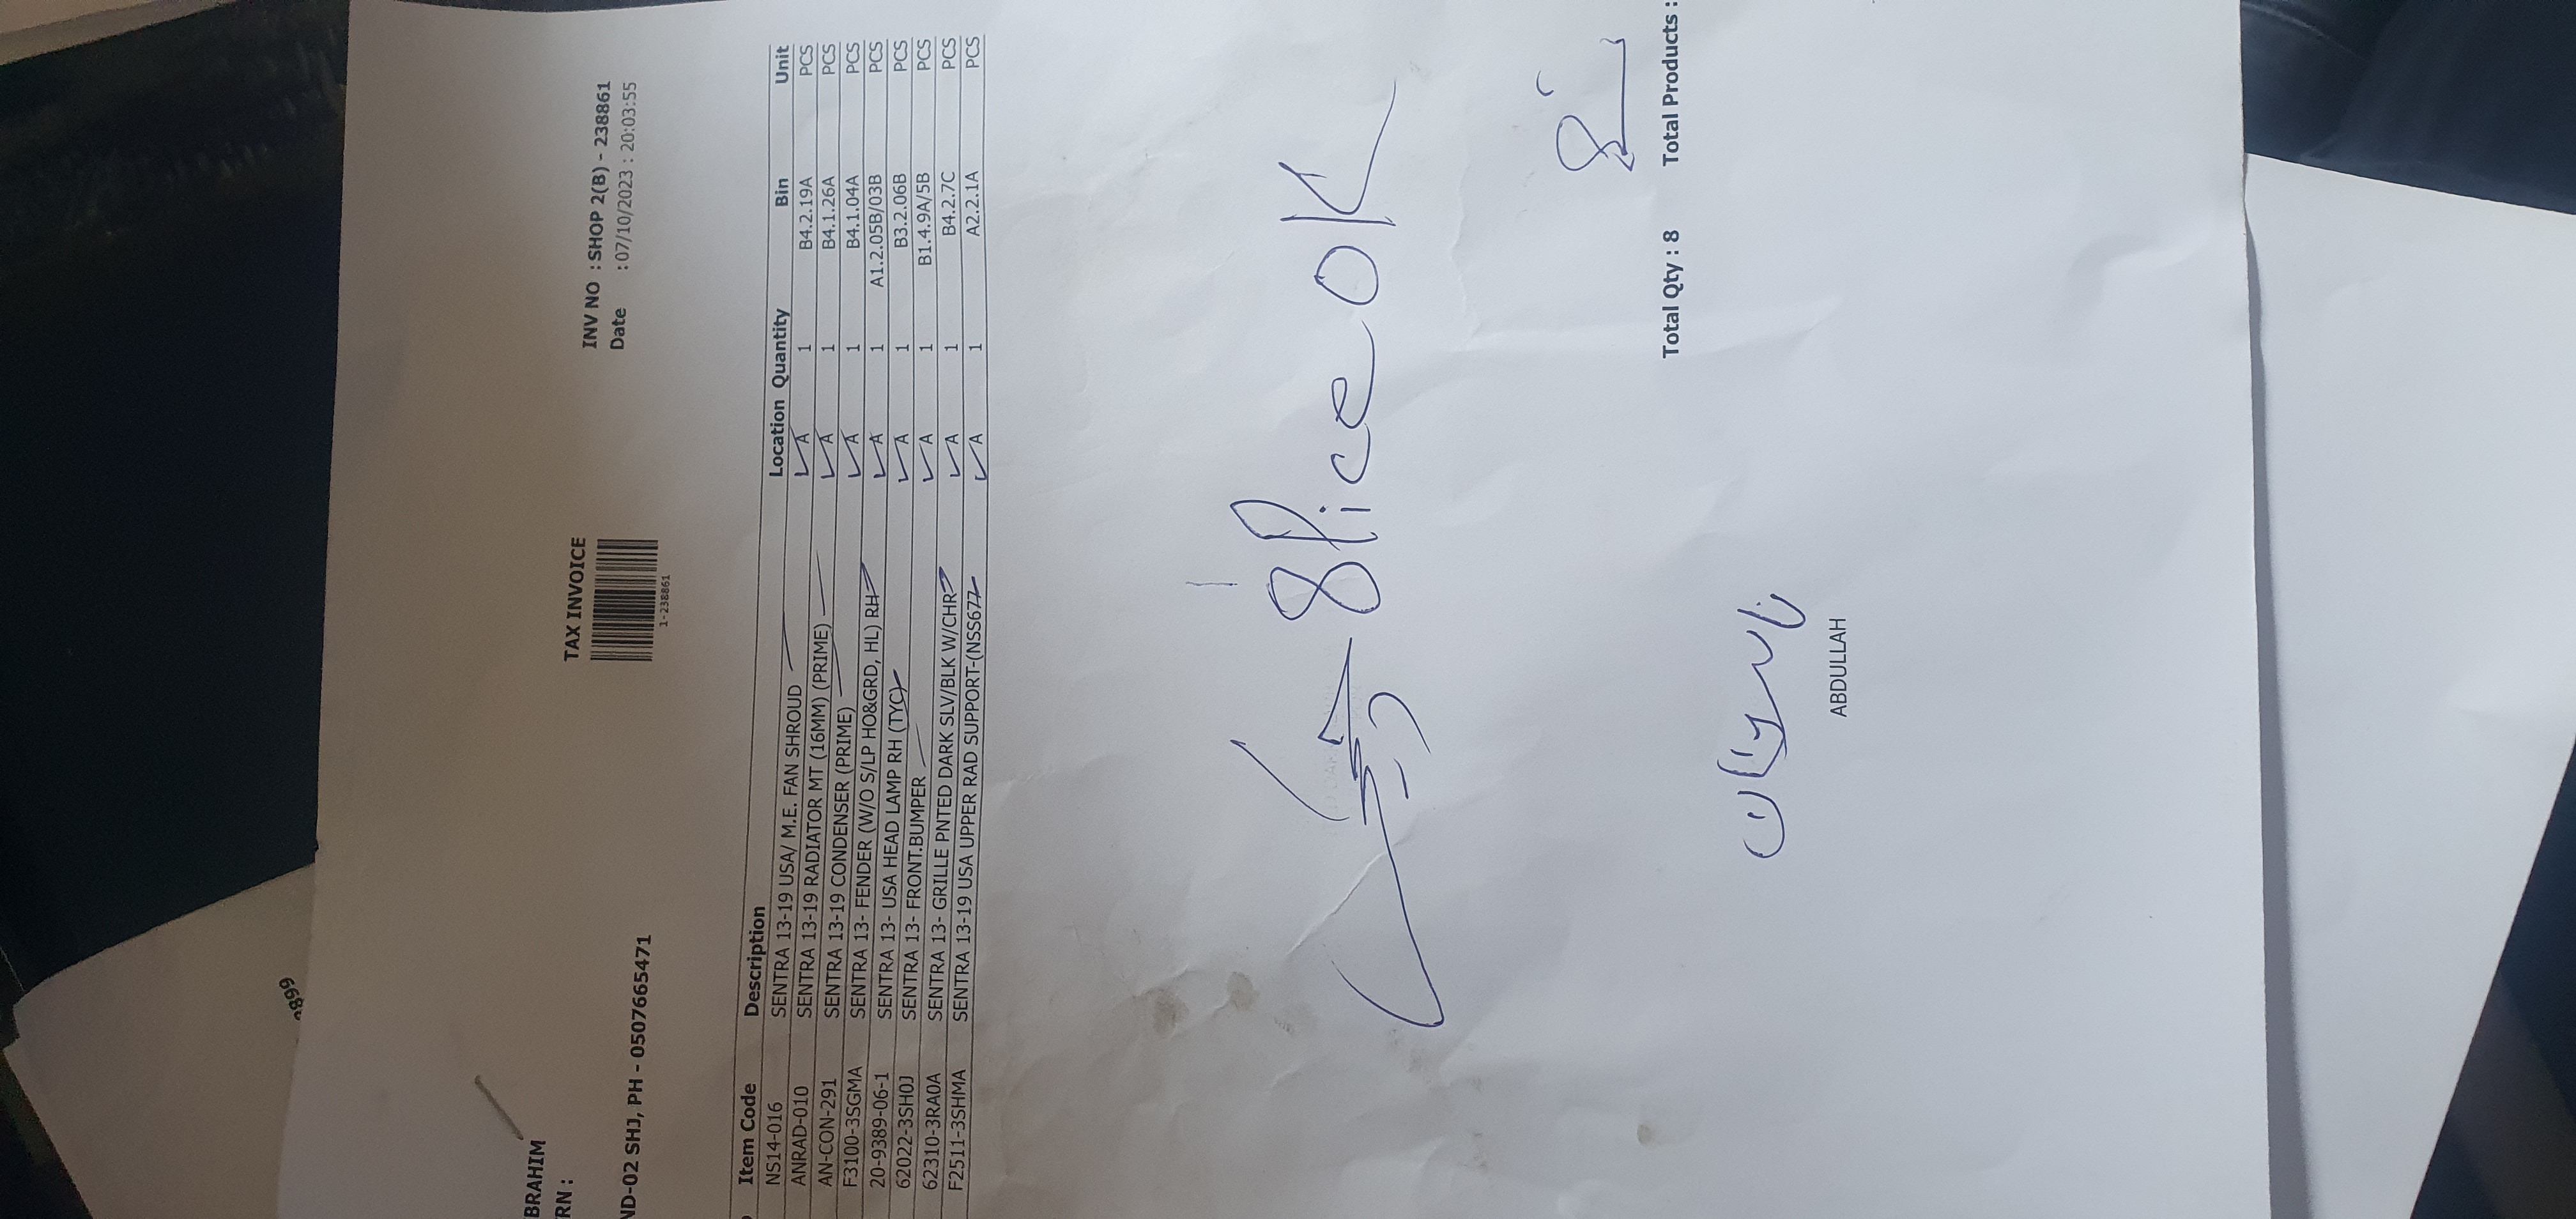 0899
BRAHIM
RN :
TAX INVOICE
1-238861
INV NO : SHOP 2(B) - 238861
Date : 07/10/2023 : 20:03:55
ND-02 SHJ, PH - 0507665471
Item Code Description Location Quantity Bin Unit
NS14-016 SENTRA 13-19 USA/ M.E. FAN SHROUD A 1 B4.2.19A PCS
ANRAD-010 SENTRA 13-19 RADIATOR MT (16MM) (PRIME) A 1 B4.1.26A PCS
AN-CON-291 SENTRA 13-19 CONDENSER (PRIME) A 1 B4.1.04A PCS
F3100-3SGMA SENTRA 13- FENDER (W/O S/LP HO&GRD, HL) RH A 1 A1.2.05B/03B PCS
20-9389-06-1 SENTRA 13- USA HEAD LAMP RH (TYC) A 1 B3.2.06B PCS
62022-3SH0J SENTRA 13- FRONT.BUMPER A 1 B1.4.9A/5B PCS
62310-3RA0A SENTRA 13- GRILLE PNTED DARK SLV/BLK W/CHR A 1 B4.2.7C PCS
F2511-3SHMA SENTRA 13-19 USA UPPER RAD SUPPORT-(NSS677 A 1 A2.2.1A PCS
8 Pice OK
Total Qty : 8 Total Products :
ABDULLAH